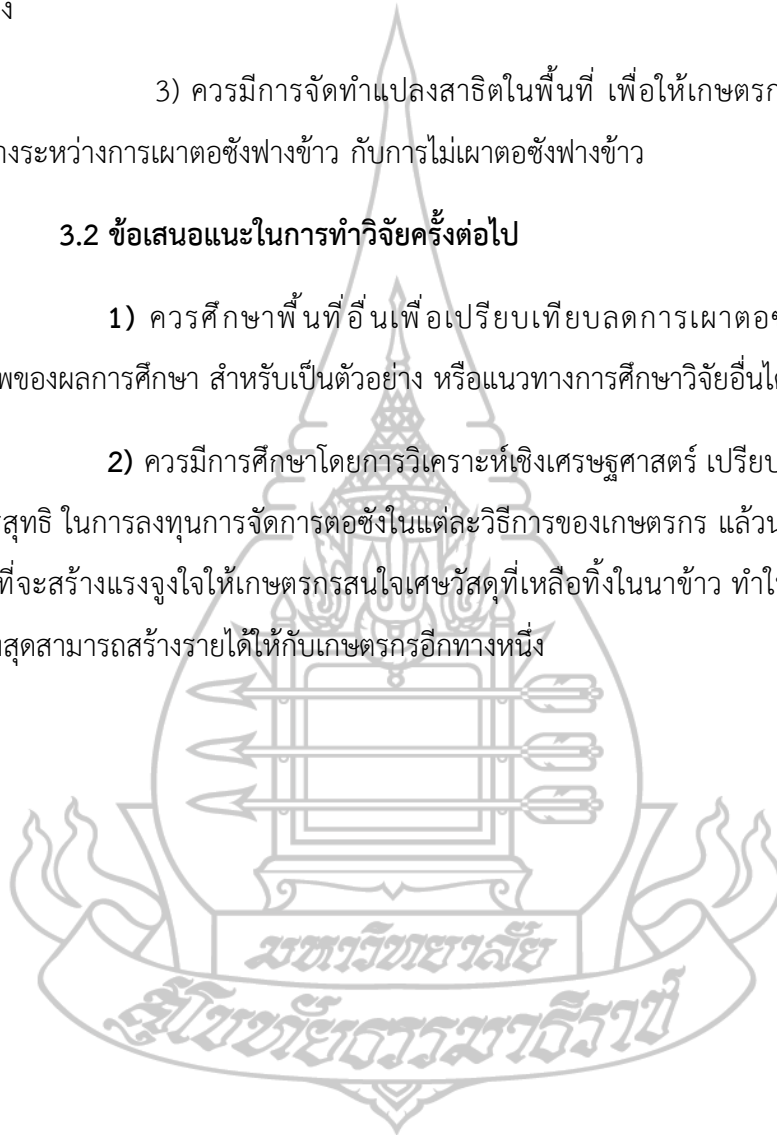 ง
3) ควรมีการจัดทำแปลงสาธิตในพื้นที่ เพื่อให้เกษตรก
างระหว่างการเผาตอซังฟางข้าว กับการไม่เผาตอซังฟางข้าว
3.2 ข้อเสนอแนะในการทำวิจัยครั้งต่อไป
1) ควรศึกษาพื้นที่อื่นเพื่อเปรียบเทียบลดการเผาตอซ
พของผลการศึกษา สำหรับเป็นตัวอย่าง หรือแนวทางการศึกษาวิจัยอื่นได
2) ควรมีการศึกษาโดยการวิเคราะห์เชิงเศรษฐศาสตร์ เปรียบ
รสุทธิ ในการลงทุนการจัดการตอซังในแต่ละวิธีการของเกษตรกร แล้วน
ที่จะสร้างแรงจูงใจให้เกษตรกรสนใจเศษวัสดุที่เหลือทิ้งในนาข้าว ทำใ
สุดสามารถสร้างรายได้ให้กับเกษตรกรอีกทางหนึ่ง
มหาวิทยาลัย
สุโขทัยธรรมาธิราช